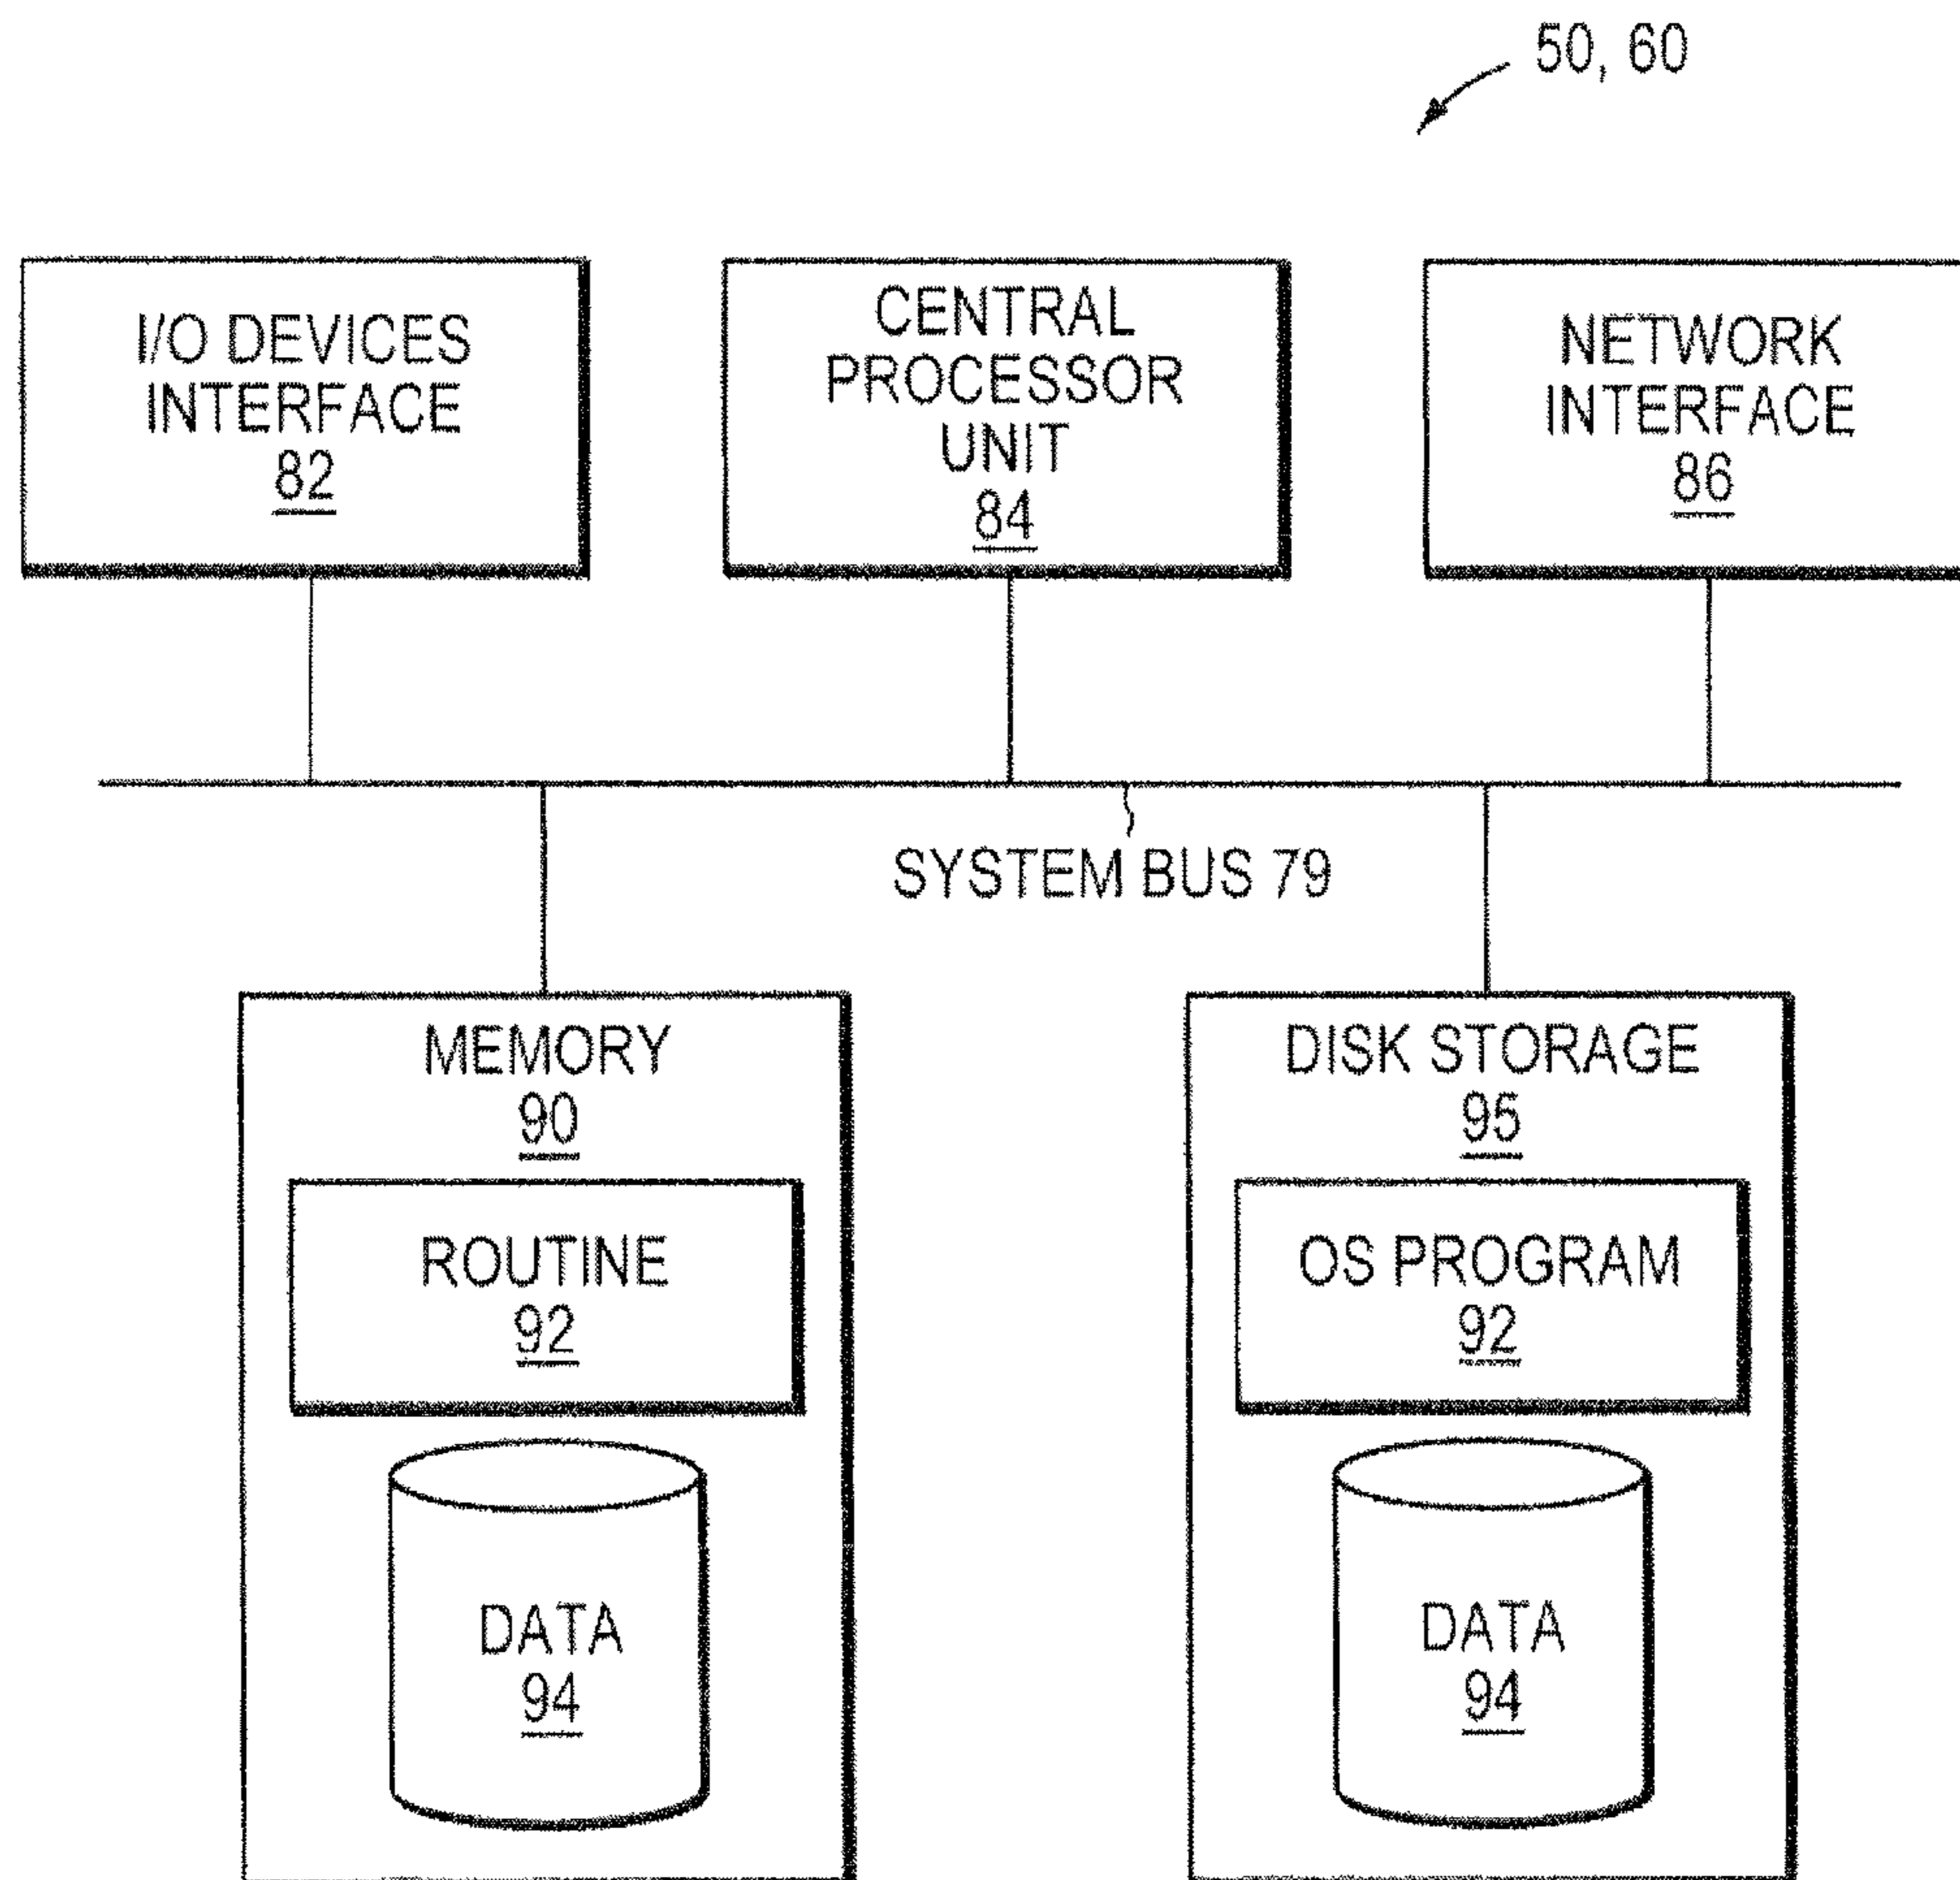 50, 60
I/O DEVICES
INTERFACE
82
CENTRAL
PROCESSOR
UNIT
84
NETWORK
INTERFACE
86
SYSTEM BUS 79
MEMORY
90
ROUTINE
92
DATA
94
DISK STORAGE
95
OS PROGRAM
92
DATA
94